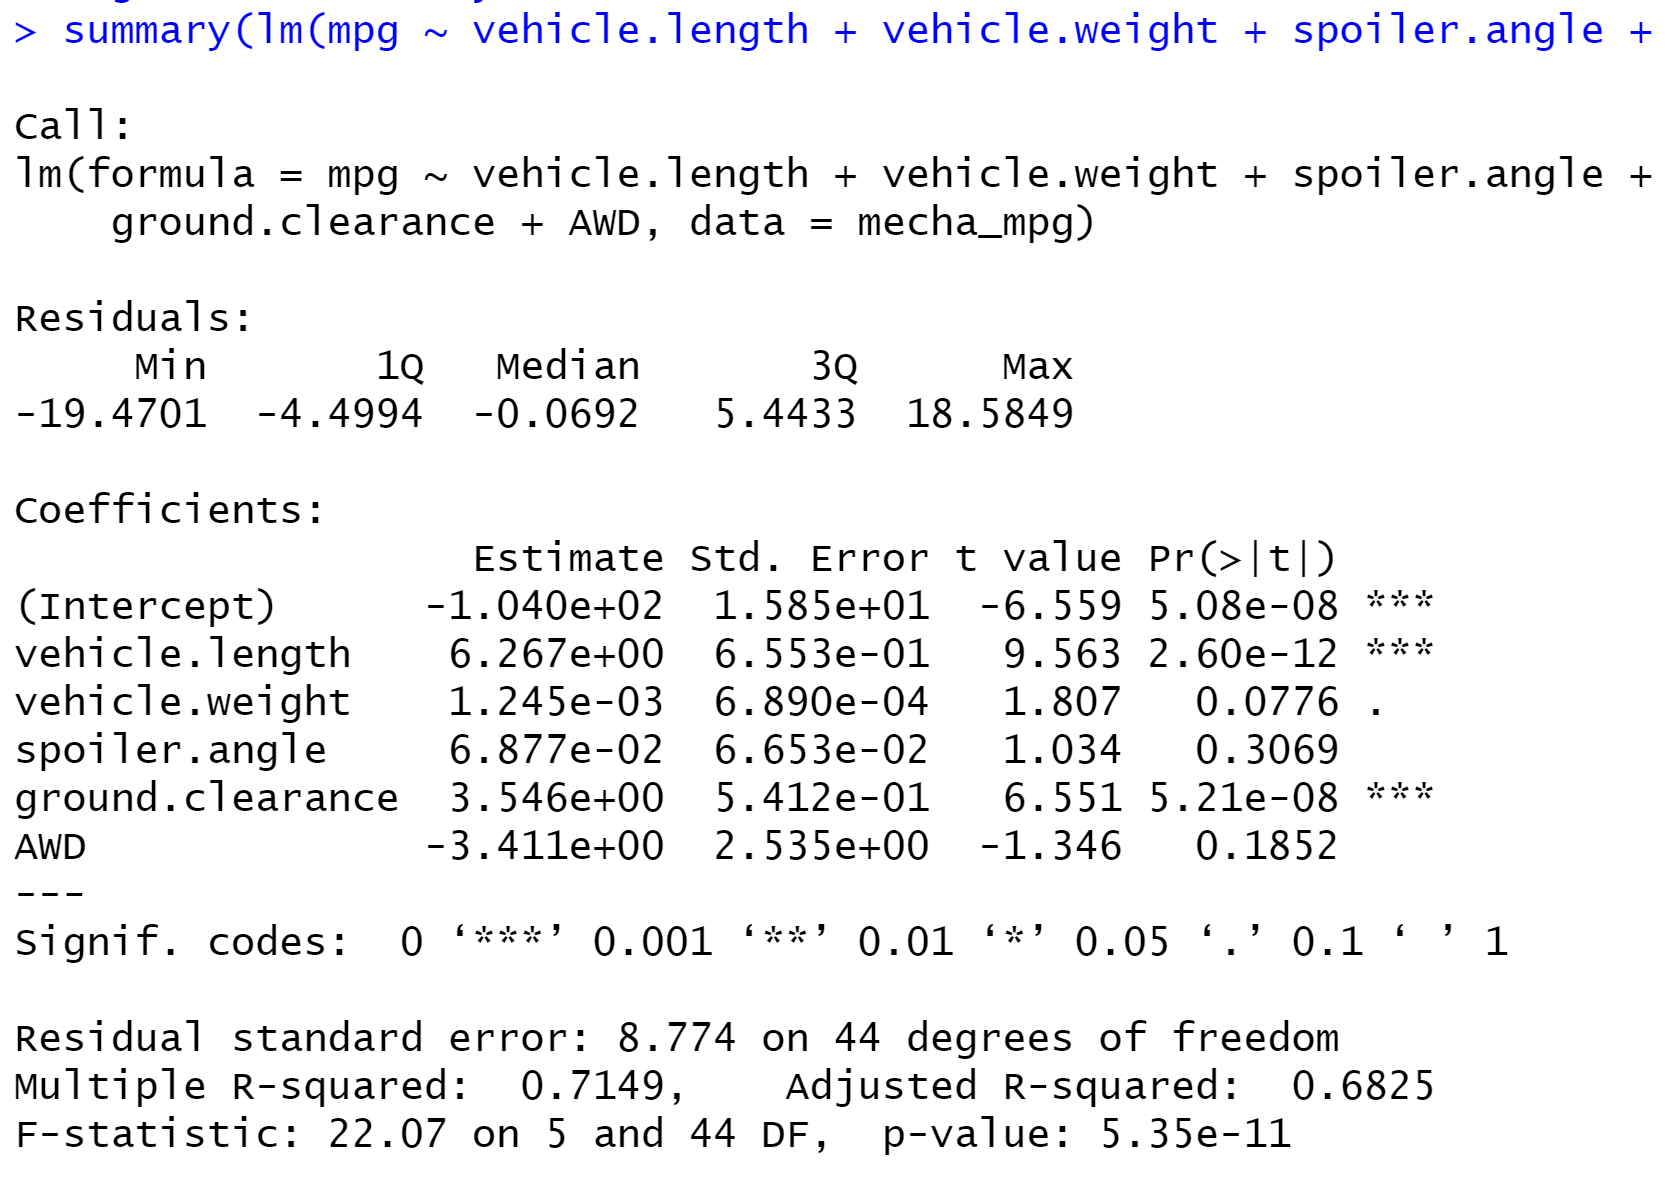 > summary(lm(mpg ~ vehicle.length + vehicle.weight + spoiler.angle +
Call:
lm(formula = mpg ~ vehicle.length + vehicle.weight + spoiler.angle +
    ground.clearance + AWD, data = mecha_mpg)
Residuals:
     Min       1Q   Median       3Q      Max
-19.4701  -4.4994  -0.0692   5.4433  18.5849
Coefficients:
                   Estimate Std. Error t value Pr(>|t|)
(Intercept)      -1.040e+02  1.585e+01  -6.559 5.08e-08 ***
vehicle.length    6.267e+00  6.553e-01   9.563 2.60e-12 ***
vehicle.weight    1.245e-03  6.890e-04   1.807   0.0776 .
spoiler.angle     6.877e-02  6.653e-02   1.034   0.3069
ground.clearance  3.546e+00  5.412e-01   6.551 5.21e-08 ***
AWD              -3.411e+00  2.535e+00  -1.346   0.1852
---
Signif. codes:  0 ‘***’ 0.001 ‘**’ 0.01 ‘*’ 0.05 ‘.’ 0.1 ‘ ’ 1
Residual standard error: 8.774 on 44 degrees of freedom
Multiple R-squared:  0.7149,    Adjusted R-squared:  0.6825
F-statistic: 22.07 on 5 and 44 DF,  p-value: 5.35e-11